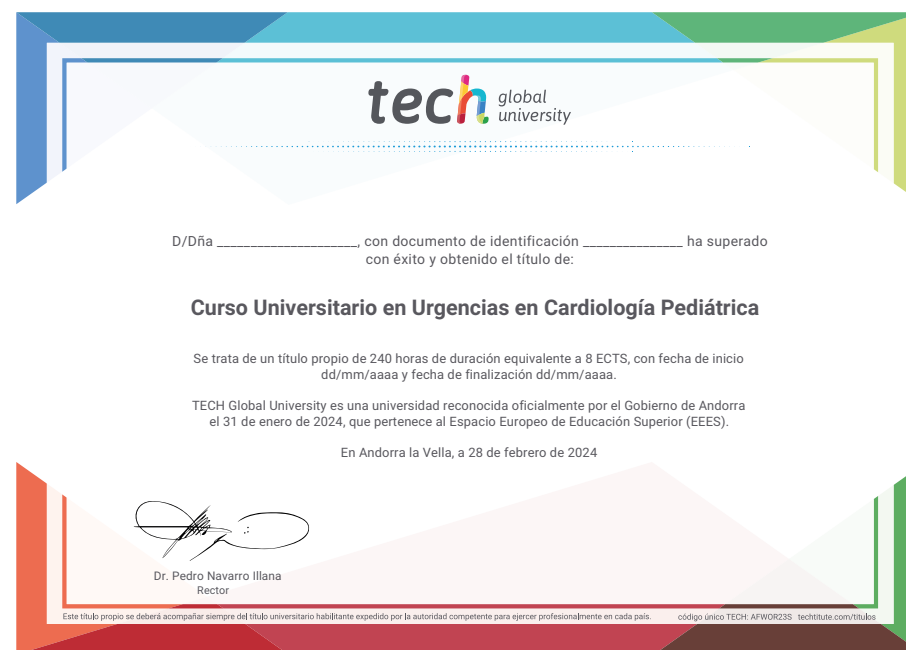 tech global
university
D/Dña _____________________, con documento de identificación _______________ ha superado
con éxito y obtenido el título de:
Curso Universitario en Urgencias en Cardiología Pediátrica
Se trata de un título propio de 240 horas de duración equivalente a 8 ECTS, con fecha de inicio
dd/mm/aaaa y fecha de finalización dd/mm/aaaa.
TECH Global University es una universidad reconocida oficialmente por el Gobierno de Andorra
el 31 de enero de 2024, que pertenece al Espacio Europeo de Educación Superior (EEES).
En Andorra la Vella, a 28 de febrero de 2024
Dr. Pedro Navarro Illana
Rector
Este título propio se deberá acompañar siempre del título universitario habilitante expedido por la autoridad competente para ejercer profesionalmente en cada país. código único TECH: AFWOR23S techtitute.com/titulos